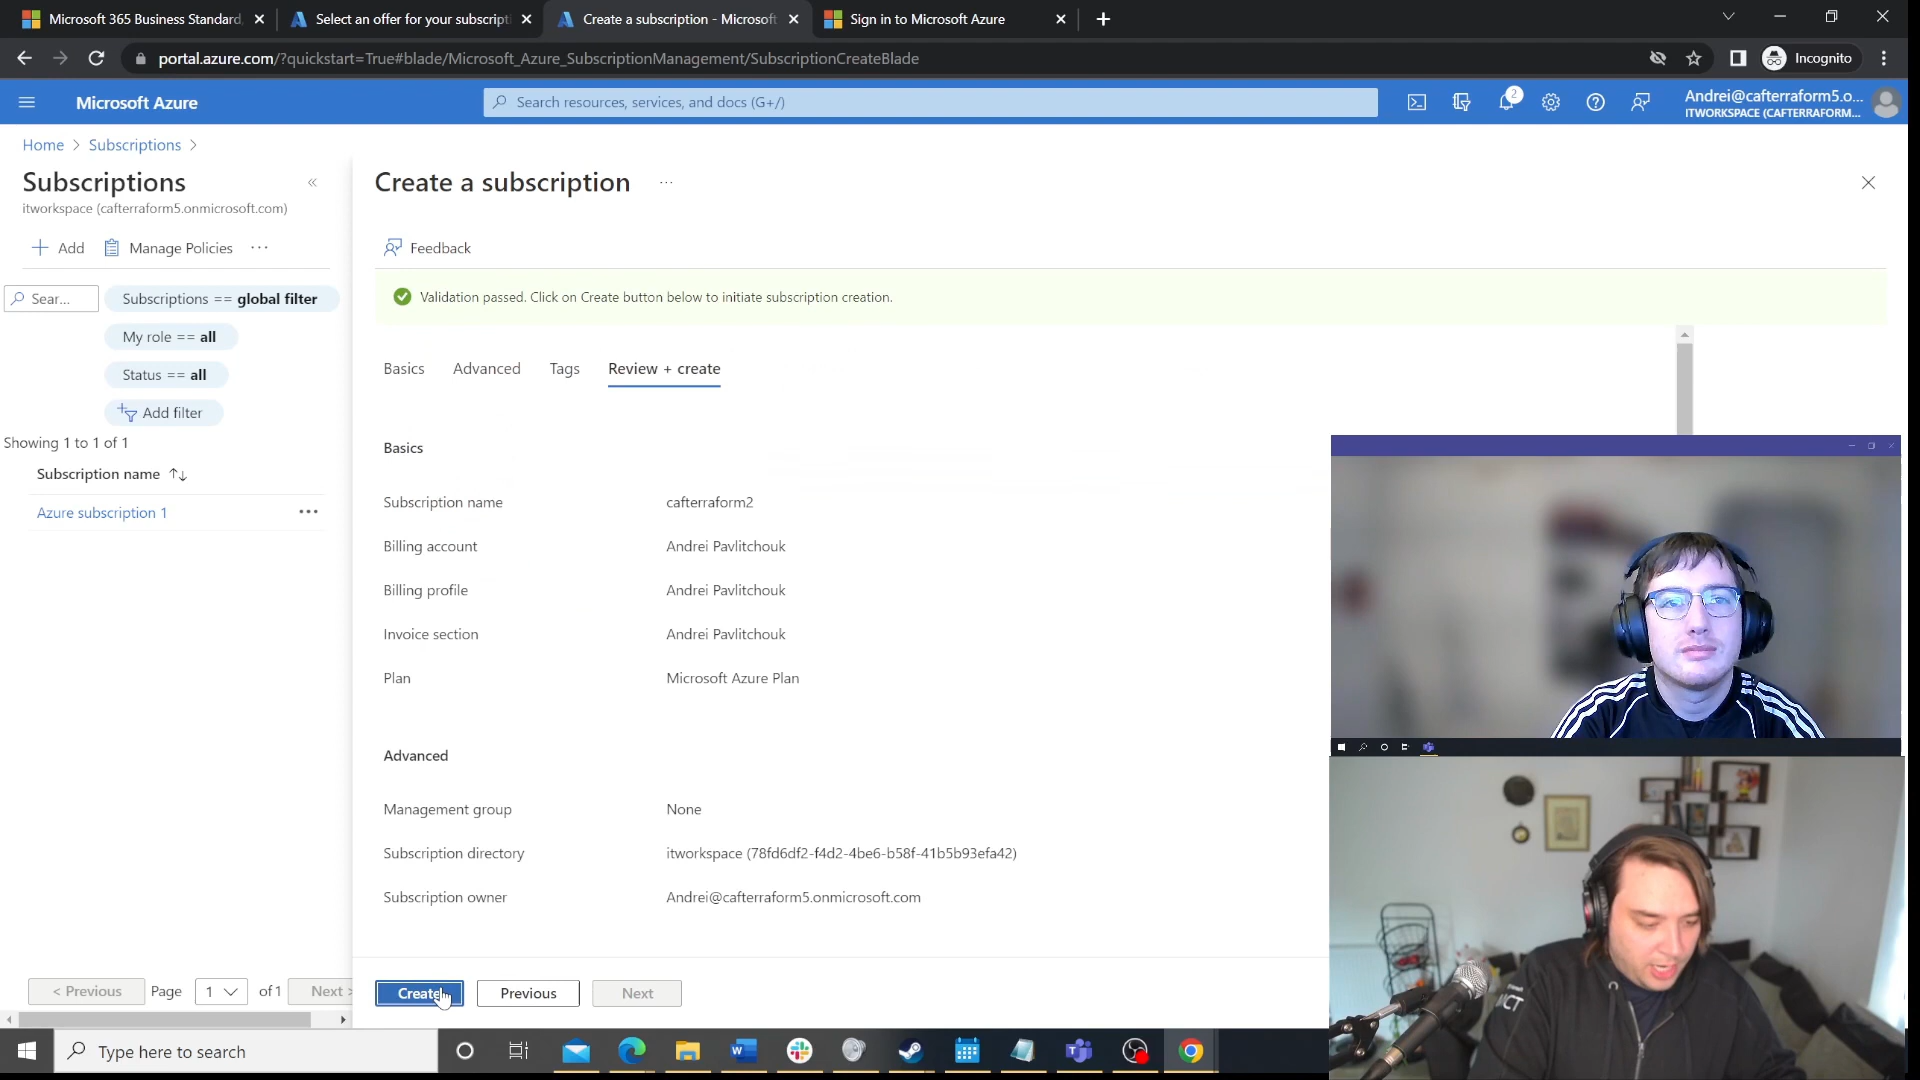 Microsoft 365 Business Standard,
Select an offer for your subscripti
Create a subscription - Microsoft
Sign in to Microsoft Azure
portal.azure.com/?quickstart=True#blade/Microsoft_Azure_SubscriptionManagement/SubscriptionCreateBlade
Incognito
Microsoft Azure
Search resources, services, and docs (G+/)
2
Andrei@cafterraform5.o...
ITWORKSPACE (CAFTERRAFORM...
Home > Subscriptions >
Subscriptions
«
itworkspace (cafterraform5.onmicrosoft.com)
Add
Manage Policies
...
Sear...
Subscriptions == global filter
My role == all
Status == all
Add filter
Showing 1 to 1 of 1
Subscription name ↑↓
Azure subscription 1
...
< Previous
Page
1
of 1
Next >
Create a subscription
...
Feedback
Validation passed. Click on Create button below to initiate subscription creation.
Basics
Advanced
Tags
Review + create
Basics
Subscription name
cafterraform2
Billing account
Andrei Pavlitchouk
Billing profile
Andrei Pavlitchouk
Invoice section
Andrei Pavlitchouk
Plan
Microsoft Azure Plan
Advanced
Management group
None
Subscription directory
itworkspace (78fd6df2-f4d2-4be6-b58f-41b5b93efa42)
Subscription owner
Andrei@cafterraform5.onmicrosoft.com
Create
Previous
Next
Type here to search